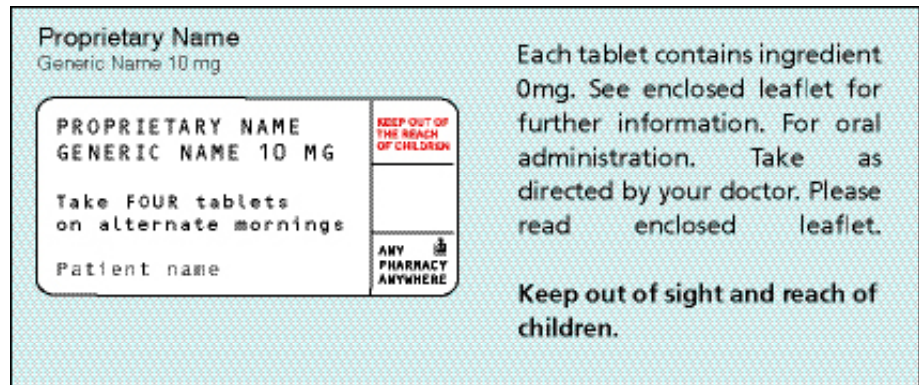 Proprietary Name
Generic Name 10 mg
PROPRIETARY NAME
GENERIC NAME 10 MG
Take FOUR tablets
on alternate mornings
Patient name
KEEP OUT OF
THE REACH
OF CHILDREN
ANY
PHARMACY
ANYWHERE
Each tablet contains ingredient
0mg. See enclosed leaflet for
further information. For oral
administration. Take as
directed by your doctor. Please
read enclosed leaflet.
Keep out of sight and reach of
children.